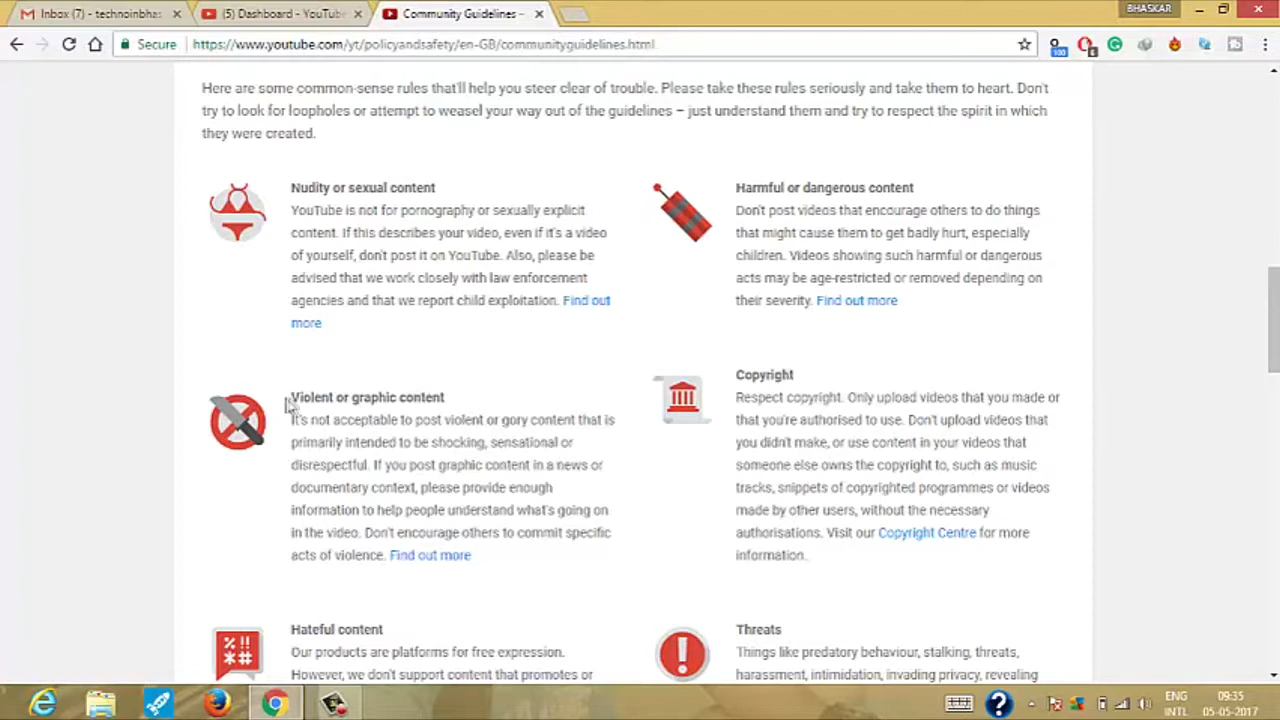 Inbox (7) - technoinbhas
(5) Dashboard - YouTube
Community Guidelines -
BHASKAR
Secure
https://www.youtube.com/yt/policyandsafety/en-GB/communityguidelines.html
100
6
Here are some common-sense rules that'll help you steer clear of trouble. Please take these rules seriously and take them to heart. Don't
try to look for loopholes or attempt to weasel your way out of the guidelines – just understand them and try to respect the spirit in which
they were created.
Nudity or sexual content
YouTube is not for pornography or sexually explicit
content. If this describes your video, even if it's a video
of yourself, don't post it on YouTube. Also, please be
advised that we work closely with law enforcement
agencies and that we report child exploitation. Find out
more
Harmful or dangerous content
Don't post videos that encourage others to do things
that might cause them to get badly hurt, especially
children. Videos showing such harmful or dangerous
acts may be age-restricted or removed depending on
their severity. Find out more
Violent or graphic content
It's not acceptable to post violent or gory content that is
primarily intended to be shocking, sensational or
disrespectful. If you post graphic content in a news or
documentary context, please provide enough
information to help people understand what's going on
in the video. Don't encourage others to commit specific
acts of violence. Find out more
Copyright
Respect copyright. Only upload videos that you made or
that you're authorised to use. Don't upload videos that
you didn't make, or use content in your videos that
someone else owns the copyright to, such as music
tracks, snippets of copyrighted programmes or videos
made by other users, without the necessary
authorisations. Visit our Copyright Centre for more
information.
Hateful content
Our products are platforms for free expression.
However, we don't support content that promotes or
Threats
Things like predatory behaviour, stalking, threats,
harassment, intimidation, invading privacy, revealing
ENG
INTL
09:35
05-05-2017